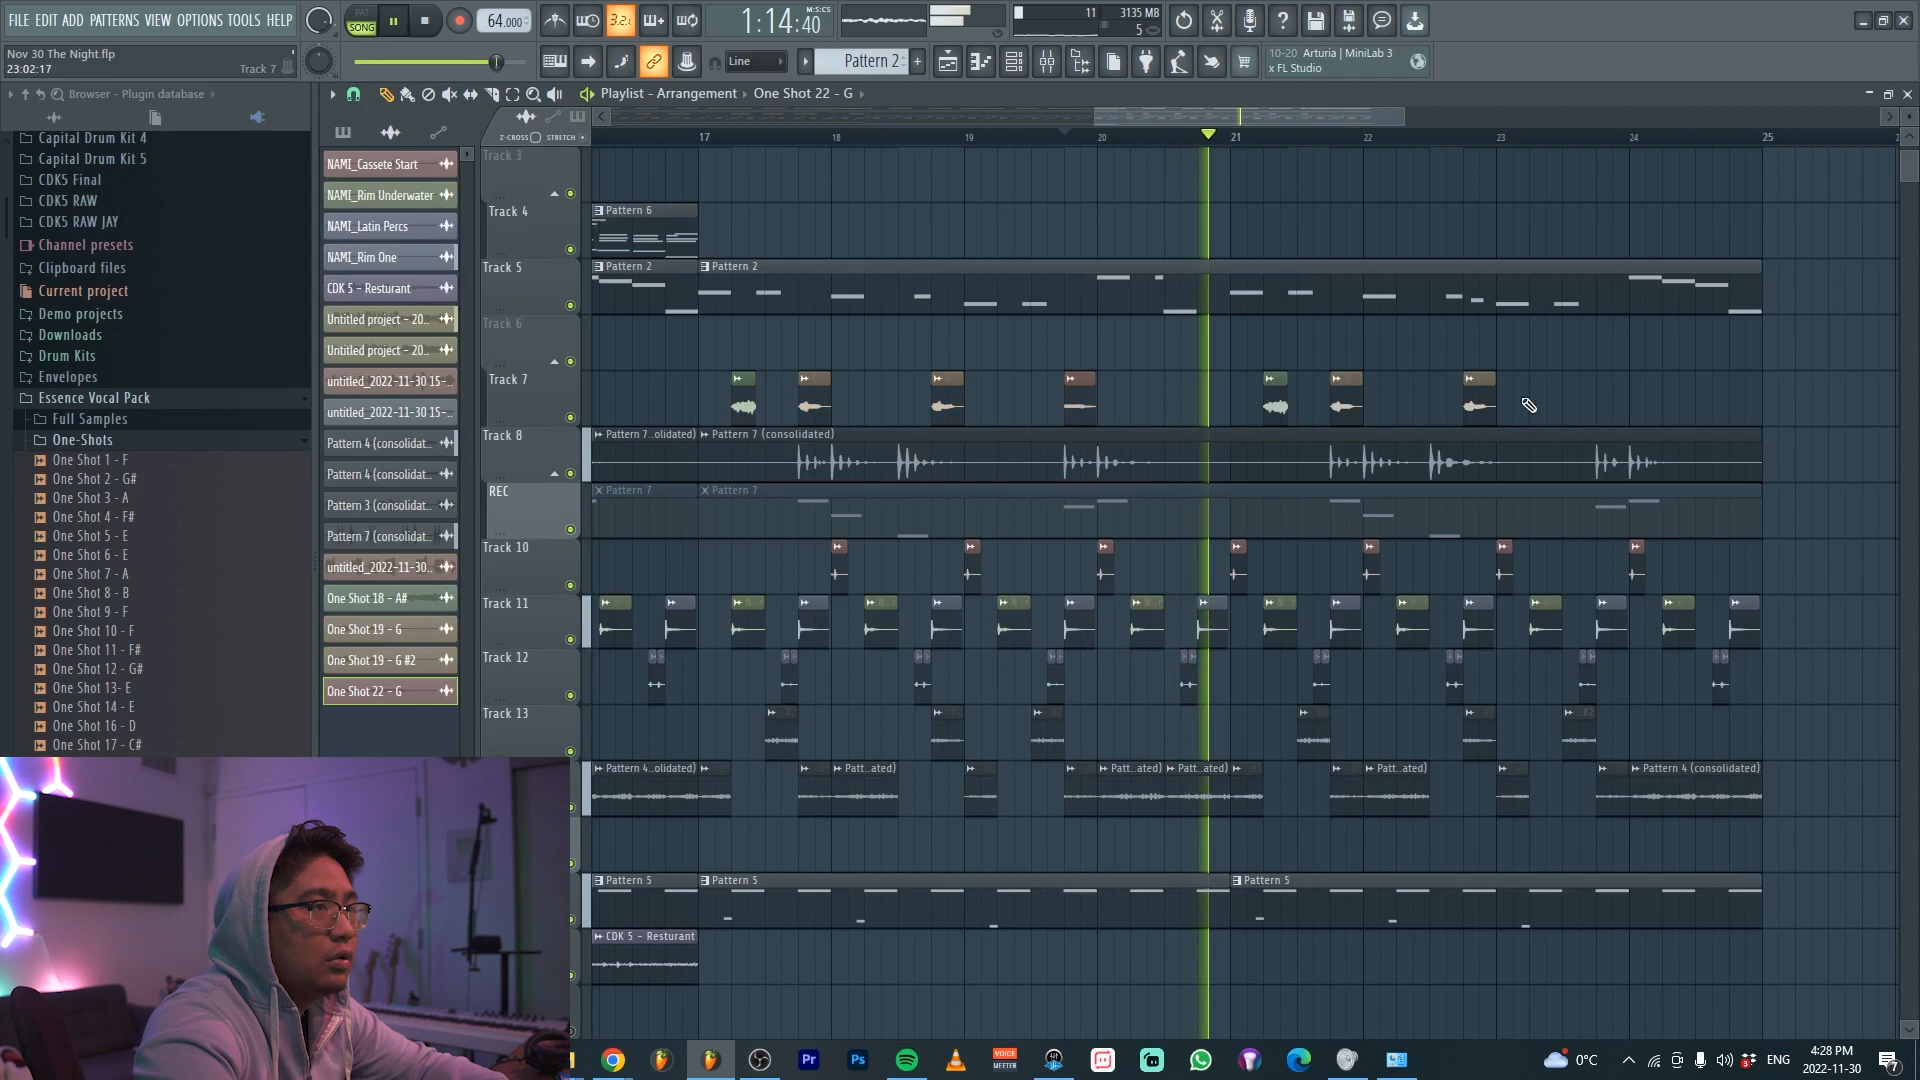 FILE EDIT ADD PATTERNS VIEW OPTIONS TOOLS HELP
PAT
SONG
64.000
3.2.
1:14:40
M:S:CS
11
3135 MB
5
Nov 30 The Night.flp
23:02:17
Track 7
Line
Pattern 2
10-20 Arturia | MiniLab 3
x FL Studio
Browser - Plugin database
Playlist - Arrangement
One Shot 22 - G
Z-CROSS
STRETCH
17
18
19
20
21
22
23
24
25
Capital Drum Kit 4
Capital Drum Kit 5
CDK5 Final
CDK5 RAW
CDK5 RAW JAY
Channel presets
Clipboard files
Current project
Demo projects
Downloads
Drum Kits
Envelopes
Essence Vocal Pack
Full Samples
One-Shots
One Shot 1 - F
One Shot 2 - G#
One Shot 3 - A
One Shot 4 - F#
One Shot 5 - E
One Shot 6 - E
One Shot 7 - A
One Shot 8 - B
One Shot 9 - F
One Shot 10 - F
One Shot 11 - F#
One Shot 12 - G#
One Shot 13- E
One Shot 14 - E
One Shot 16 - D
One Shot 17 - C#
NAMI_Cassete Start
NAMI_Rim Underwater
NAMI_Latin Percs
NAMI_Rim One
CDK 5 - Resturant
Untitled project - 20..
Untitled project - 20..
untitled_2022-11-30 15-..
untitled_2022-11-30 15-..
Pattern 4 (consolidat..
Pattern 4 (consolidat..
Pattern 3 (consolidat..
Pattern 7 (consolidat..
untitled_2022-11-30..
One Shot 18 - A#
One Shot 19 - G
One Shot 19 - G #2
One Shot 22 - G
Track 3
Track 4
Pattern 6
Track 5
Pattern 2
Pattern 2
Track 6
Track 7
Track 8
Pattern 7..olidated)
Pattern 7 (consolidated)
REC
Pattern 7
Pattern 7
Track 10
Track 11
Track 12
Track 13
Pattern 4..olidated)
Patt..ated)
Patt..ated)
Patt..ated)
Patt..ated)
Pattern 4 (consolidated)
Pattern 5
Pattern 5
Pattern 5
CDK 5 - Resturant
Pr
Ps
VOICE
MEETER
0°C
ENG
4:28 PM
2022-11-30
7